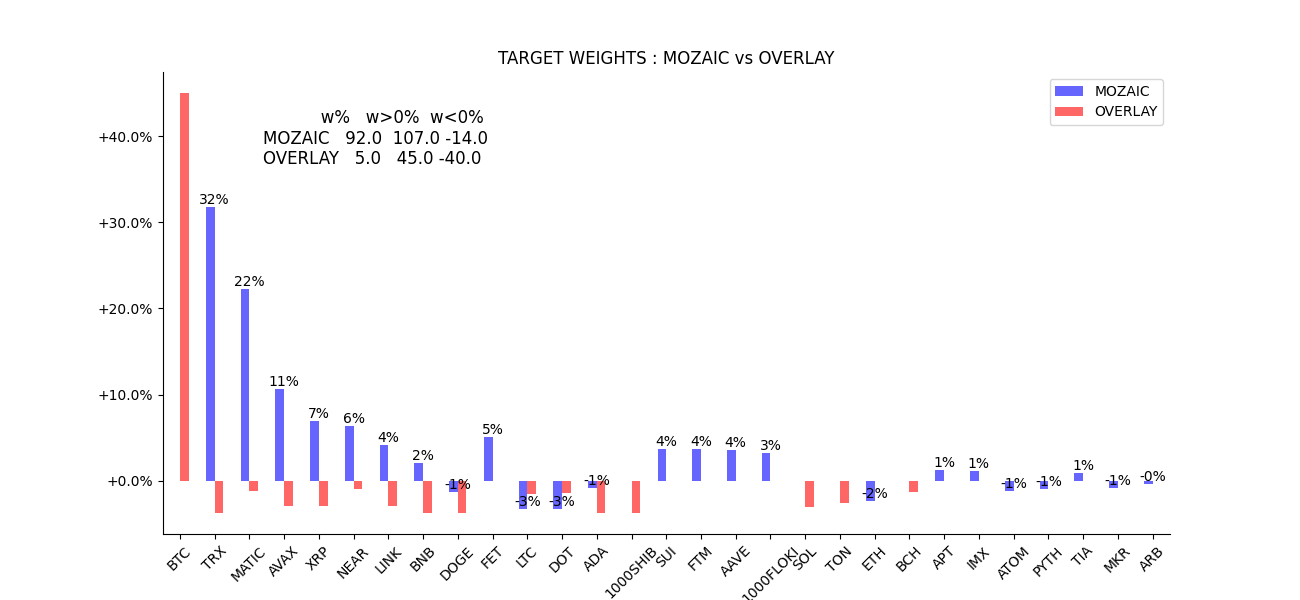 TARGET WEIGHTS : MOZAIC vs OVERLAY
MOZAIC
OVERLAY
w% w>0% w<0%
MOZAIC 92.0 107.0 -14.0
OVERLAY 5.0 45.0 -40.0
+40.0%
+30.0%
+20.0%
+10.0%
+0.0%
32%
22%
11%
7%
6%
4%
2%
-1%
5%
-3%
-3%
-1%
4%
4%
4%
3%
-2%
1%
1%
-1%
-1%
1%
-1%
-0%
BTC
TRX
MATIC
AVAX
XRP
NEAR
LINK
BNB
DOGE
FET
LTC
DOT
ADA
1000SHIB
SUI
FTM
AAVE
1000FLOKI
SOL
TON
ETH
BCH
APT
IMX
ATOM
PYTH
TIA
MKR
ARB